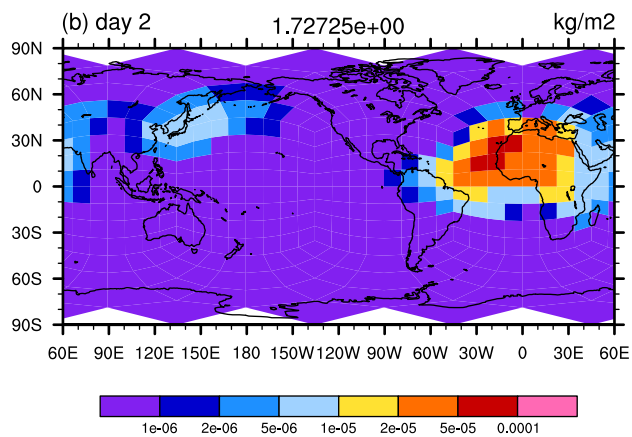 (b) day 2 1.72725e+00 kg/m2
90N
60N
30N
0
30S
60S
90S
60E 90E 120E 150E 180 150W 120W 90W 60W 30W 0 30E 60E
1e-06 2e-06 5e-06 1e-05 2e-05 5e-05 0.0001